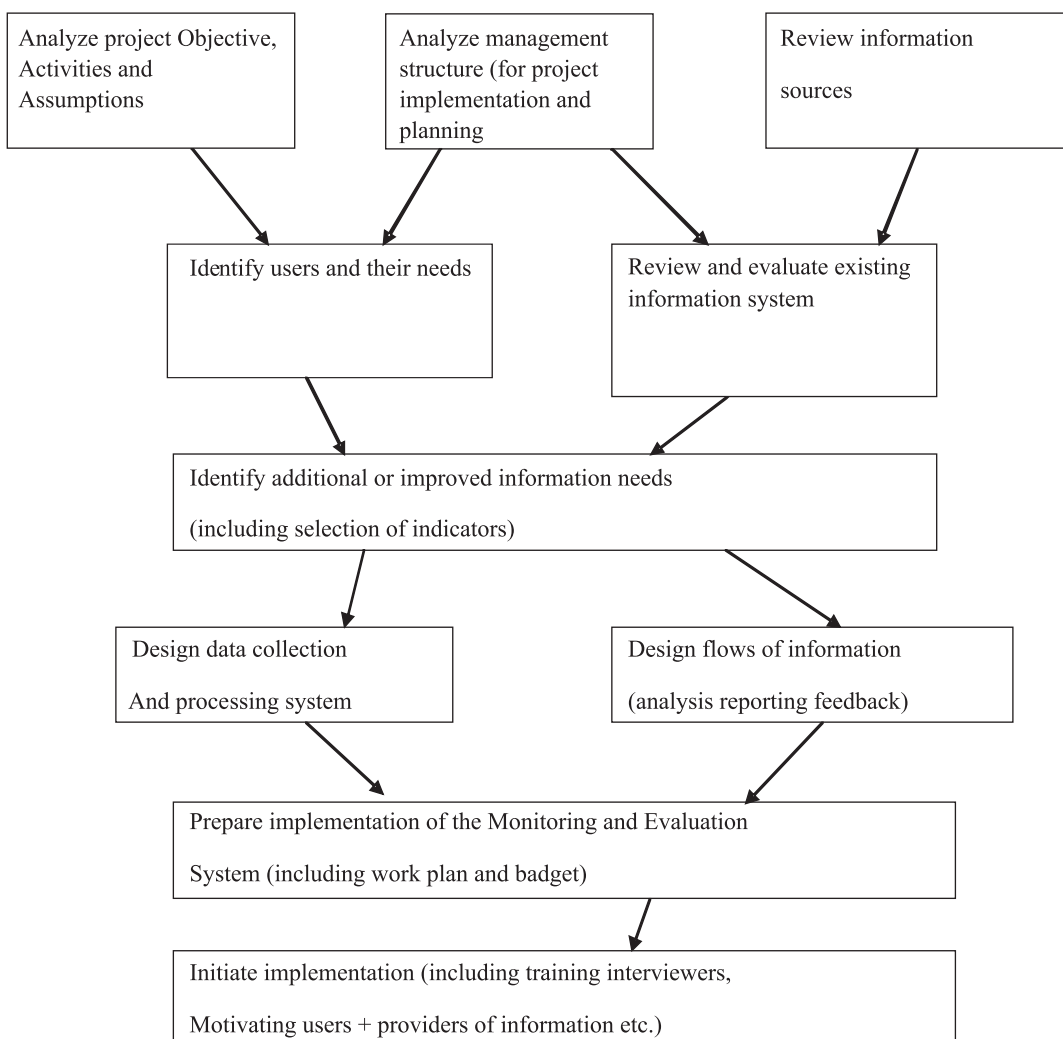 Analyze project Objective,
Activities and
Assumptions
Analyze management
structure (for project
implementation and
planning
Review information
sources
Identify users and their needs
Review and evaluate existing
information system
Identify additional or improved information needs
(including selection of indicators)
Design data collection
And processing system
Design flows of information
(analysis reporting feedback)
Prepare implementation of the Monitoring and Evaluation
System (including work plan and badget)
Initiate implementation (including training interviewers,
Motivating users + providers of information etc.)